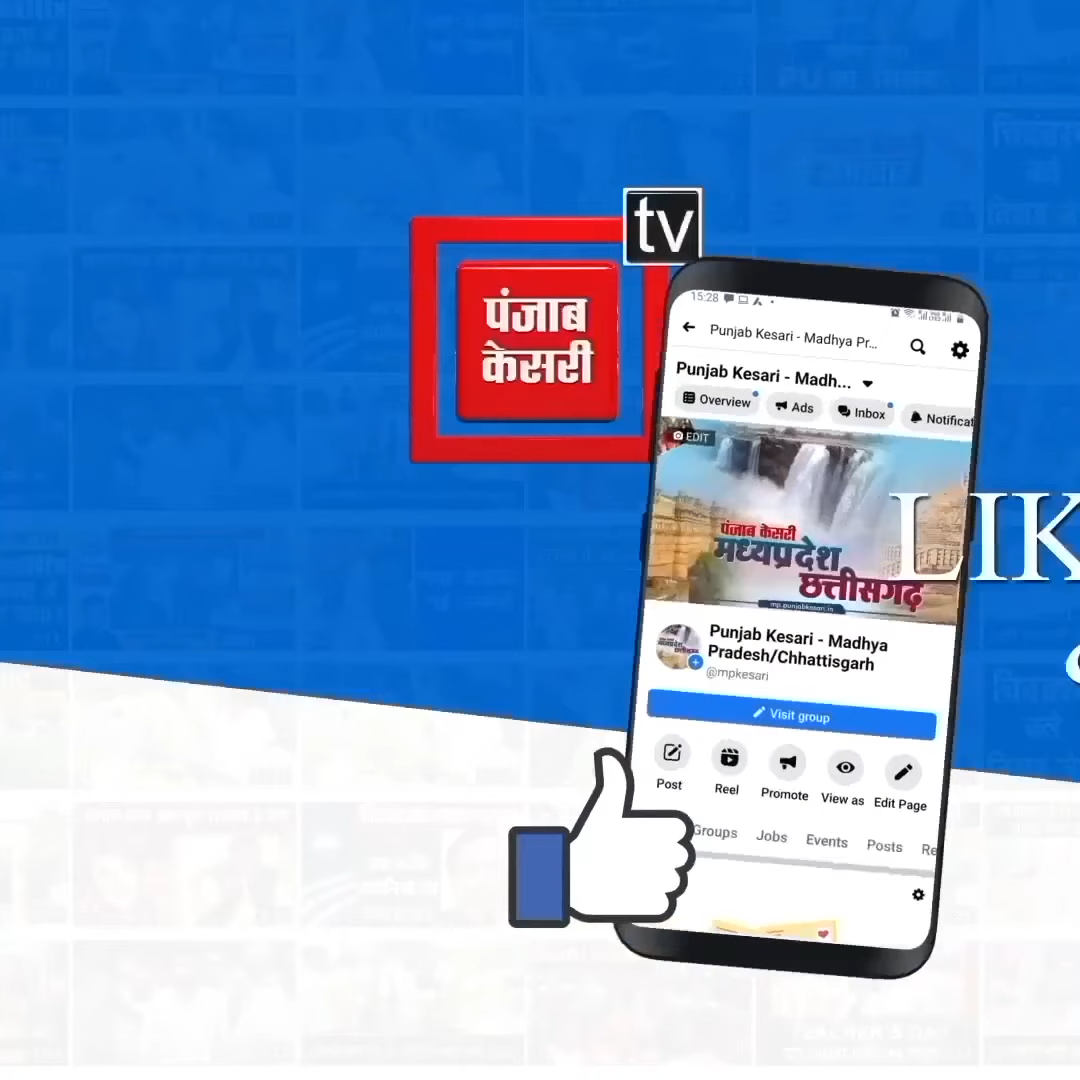 tv
पंजाब
केसरी
15:28
Punjab Kesari - Madhya Pr...
Punjab Kesari - Madh...
Overview
Ads
Inbox
Notificat
EDIT
पंजाब केसरी
मध्यप्रदेश
छत्तीसगढ़
mp.punjabkesari.in
LIK
Punjab Kesari - Madhya
Pradesh/Chhattisgarh
@mpkesari
Visit group
Post Reel Promote View as Edit Page
Groups Jobs Events Posts Re